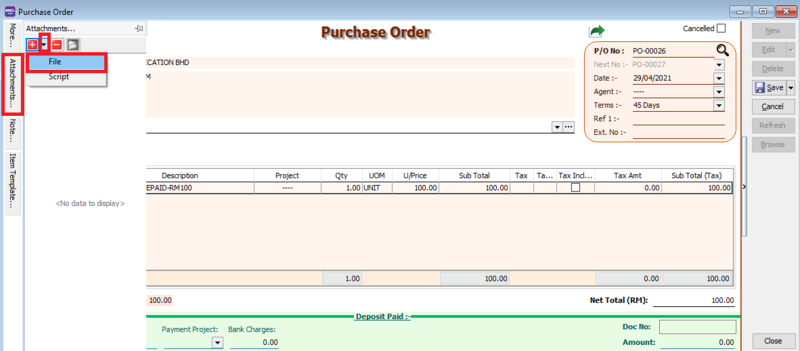 Purchase Order
More...
Attachments...
Note...
Item Template...
Attachments...
File
Script
<No data to display>
Purchase Order
Cancelled
ICATION BHD
P/O No : PO-00026
Next No :- PO-00027
Date :- 29/04/2021
Agent :- ----
Terms :- 45 Days
Ref 1 :-
Ext. No :-
Description Project Qty UOM U/Price Sub Total Tax Ta... Tax Incl... Tax Amt Sub Total (Tax)
EPAID-RM100 ---- 1.00 UNIT 100.00 100.00 0.00 100.00
1.00 100.00 0.00 100.00
100.00 Net Total (RM): 100.00
Deposit Paid :-
Payment Project: Bank Charges: Doc No:
0.00 Amount: 0.00
New
Edit
Delete
Save
Cancel
Refresh
Browse
Close